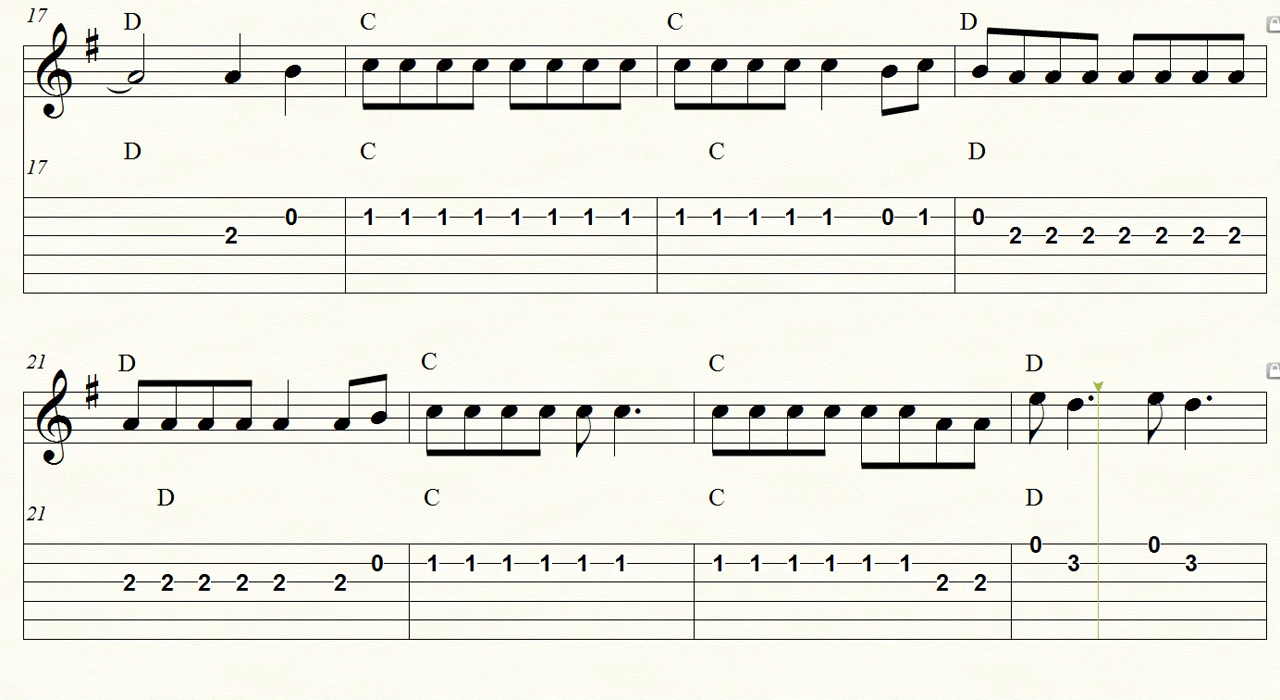 17 D C C D
17 D C C D
0 1 1 1 1 1 1 1 1 1 1 1 1 1 0 1 0
2 2 2 2 2 2 2 2
21 D C C D
21 D C C D
0 0
0 1 1 1 1 1 1 1 1 1 1 1 1 3 3
2 2 2 2 2 2 2 2